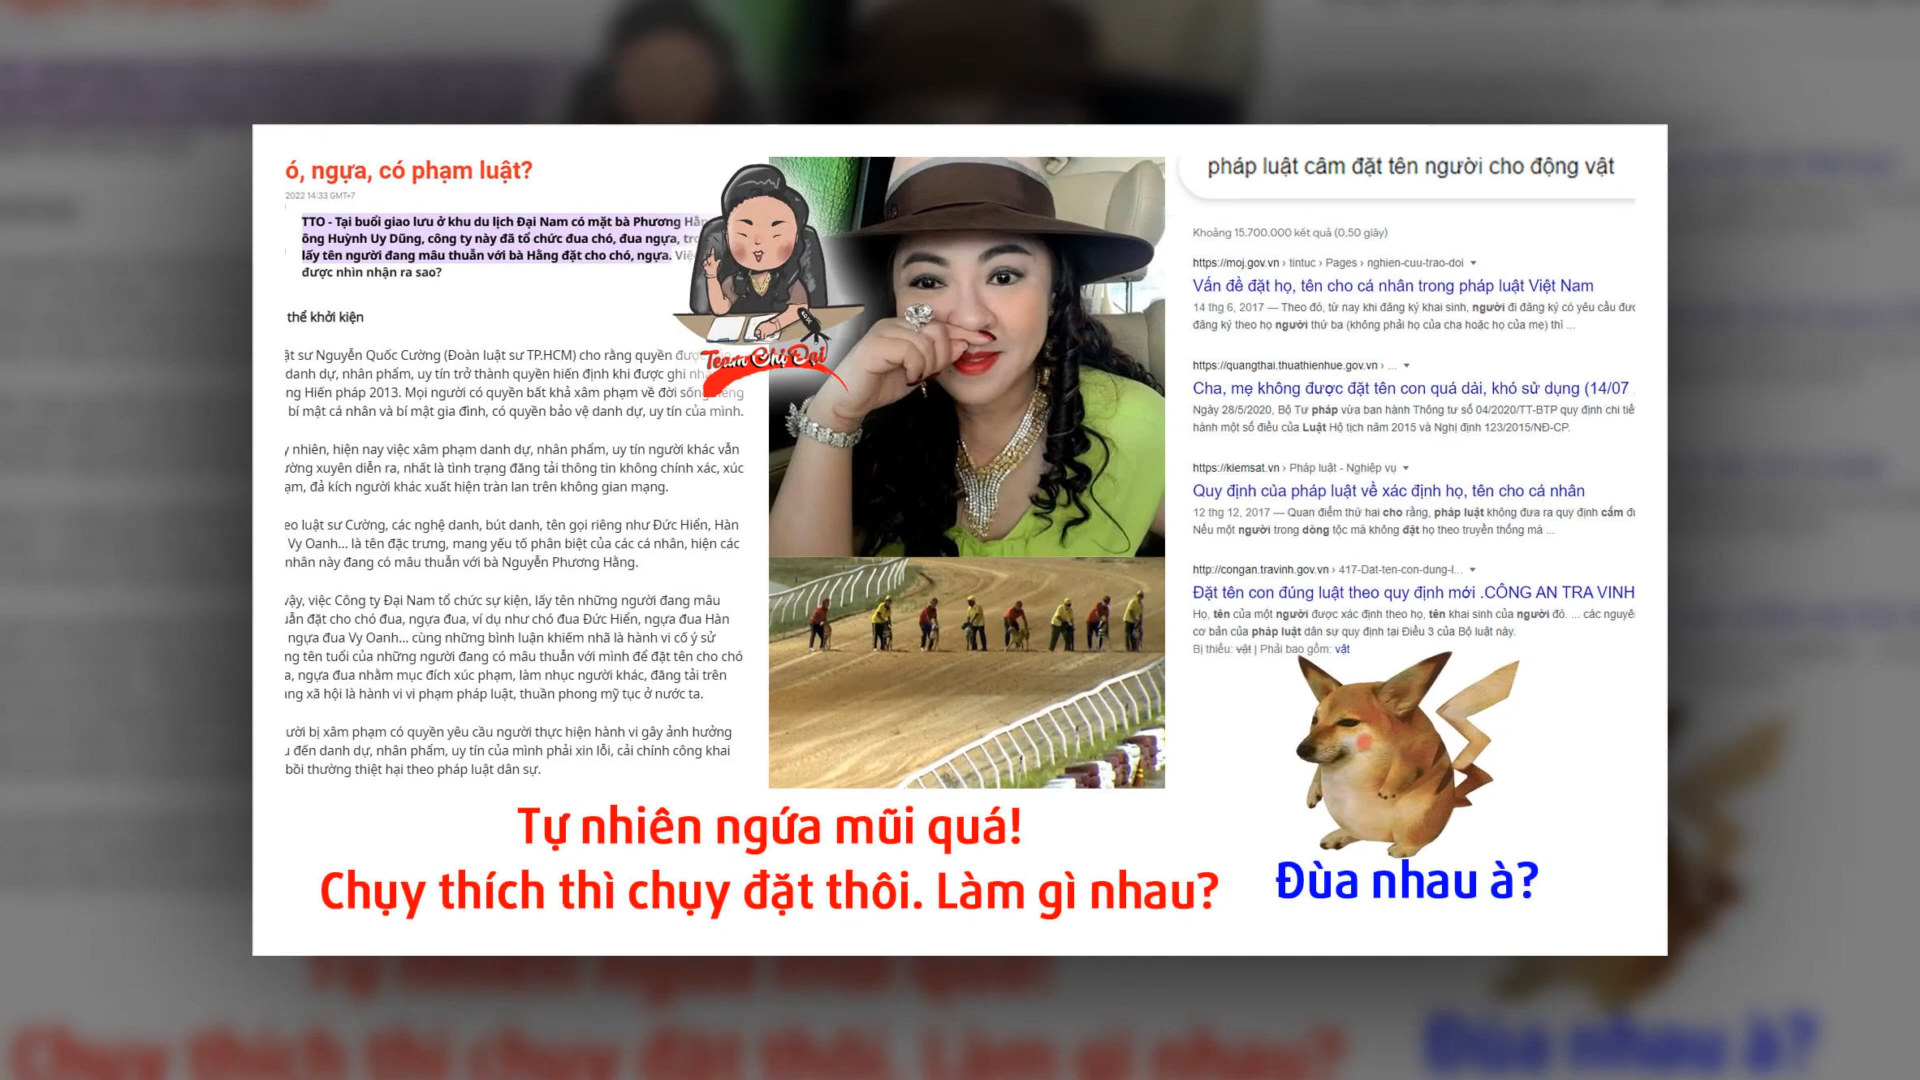 ó, ngựa, có phạm luật?
2022 14:33 GMT+7
TTO - Tại buổi giao lưu ở khu du lịch Đại Nam có mặt bà Phương Hằ
ông Huỳnh Uy Dũng, công ty này đã tổ chức đua chó, đua ngựa, trc
lấy tên người đang mâu thuẫn với bà Hằng đặt cho chó, ngựa. Việ
được nhìn nhận ra sao?
thể khởi kiện
ật sư Nguyễn Quốc Cường (Đoàn luật sư TP.HCM) cho rằng quyền đượ
danh dự, nhân phẩm, uy tín trở thành quyền hiến định khi được ghi nh
ng Hiến pháp 2013. Mọi người có quyền bất khả xâm phạm về đời sống riêng
bí mật cá nhân và bí mật gia đình, có quyền bảo vệ danh dự, uy tín của mình.
y nhiên, hiện nay việc xâm phạm danh dự, nhân phẩm, uy tín người khác vẫn
ường xuyên diễn ra, nhất là tình trạng đăng tải thông tin không chính xác, xúc
ạm, đả kích người khác xuất hiện tràn lan trên không gian mạng.
eo luật sư Cường, các nghệ danh, bút danh, tên gọi riêng như Đức Hiển, Hàn
Vy Oanh... là tên đặc trưng, mang yếu tố phân biệt của các cá nhân, hiện các
nhân này đang có mâu thuẫn với bà Nguyễn Phương Hằng.
vậy, việc Công ty Đại Nam tổ chức sự kiện, lấy tên những người đang mâu
uẫn đặt cho chó đua, ngựa đua, ví dụ như chó đua Đức Hiển, ngựa đua Hàn
ngựa đua Vy Oanh... cùng những bình luận khiếm nhã là hành vi cố ý sử
ng tên tuổi của những người đang có mâu thuẫn với mình để đặt tên cho chó
a, ngựa đua nhằm mục đích xúc phạm, làm nhục người khác, đăng tải trên
ạng xã hội là hành vi vi phạm pháp luật, thuần phong mỹ tục ở nước ta.
ười bị xâm phạm có quyền yêu cầu người thực hiện hành vi gây ảnh hưởng
u đến danh dự, nhân phẩm, uy tín của mình phải xin lỗi, cải chính công khai
bồi thường thiệt hại theo pháp luật dân sự.
Team Chị Đại
pháp luật câm đặt tên người cho động vật
Khoảng 15.700.000 kết quả (0,50 giây)
https://moj.gov.vn › tintuc › Pages › nghien-cuu-trao-doi
Vấn đề đặt họ, tên cho cá nhân trong pháp luật Việt Nam
14 thg 6, 2017 — Theo đó, từ nay khi đăng ký khai sinh, người đi đăng ký có yêu cầu đưc
đăng ký theo họ người thứ ba (không phải họ của cha hoặc họ của mẹ) thì ...
https://quangthai.thuathienhue.gov.vn › ...
Cha, mẹ không được đặt tên con quá dài, khó sử dụng (14/07
Ngày 28/5/2020, Bộ Tư pháp vừa ban hành Thông tư số 04/2020/TT-BTP quy định chi tiế
hành một số điều của Luật Hộ tịch năm 2015 và Nghị định 123/2015/NĐ-CP.
https://kiemsat.vn › Pháp luật - Nghiệp vụ
Quy định của pháp luật về xác định họ, tên cho cá nhân
12 thg 12, 2017 — Quan điểm thứ hai cho rằng, pháp luật không đưa ra quy định cấm đ
Nếu một người trong dòng tộc mà không đặt họ theo truyền thống mà ...
http://congan.travinh.gov.vn › 417-Dat-ten-con-dung-l...
Đặt tên con đúng luật theo quy định mới .CÔNG AN TRA VINH
Họ, tên của một người được xác định theo họ, tên khai sinh của người đó. ... các nguyê
cơ bản của pháp luật dân sự quy định tại Điều 3 của Bộ luật này.
Bị thiếu: vật | Phải bao gồm: vật
Tự nhiên ngứa mũi quá!
Chụy thích thì chụy đặt thôi. Làm gì nhau?
Đùa nhau à?